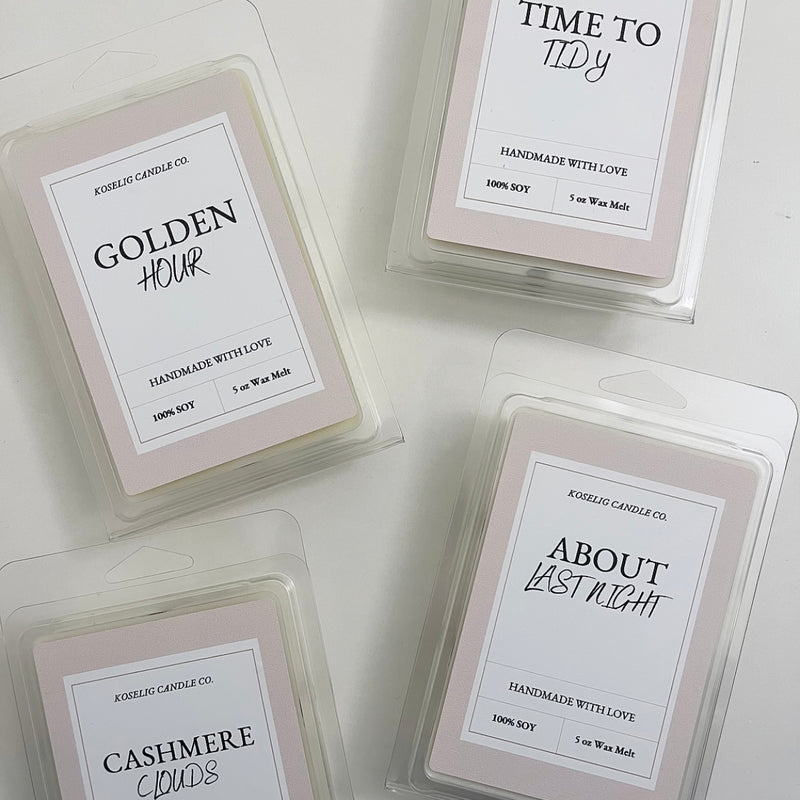 KOSELIG CANDLE CO.
GOLDEN
HOUR
HANDMADE WITH LOVE
100% SOY
5 oz Wax Melt
TIME TO
TIDY
HANDMADE WITH LOVE
100% SOY
5 oz Wax Melt
KOSELIG CANDLE CO.
CASHMERE
CLOUDS
KOSELIG CANDLE CO.
ABOUT
LAST NIGHT
HANDMADE WITH LOVE
100% SOY
5 oz Wax Melt